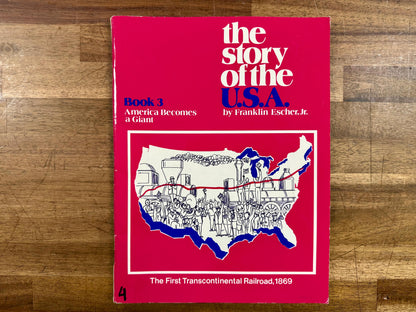 the
story
of the
U.S.A.
by Franklin Escher, Jr.
Book 3
America Becomes
a Giant
The First Transcontinental Railroad, 1869
4